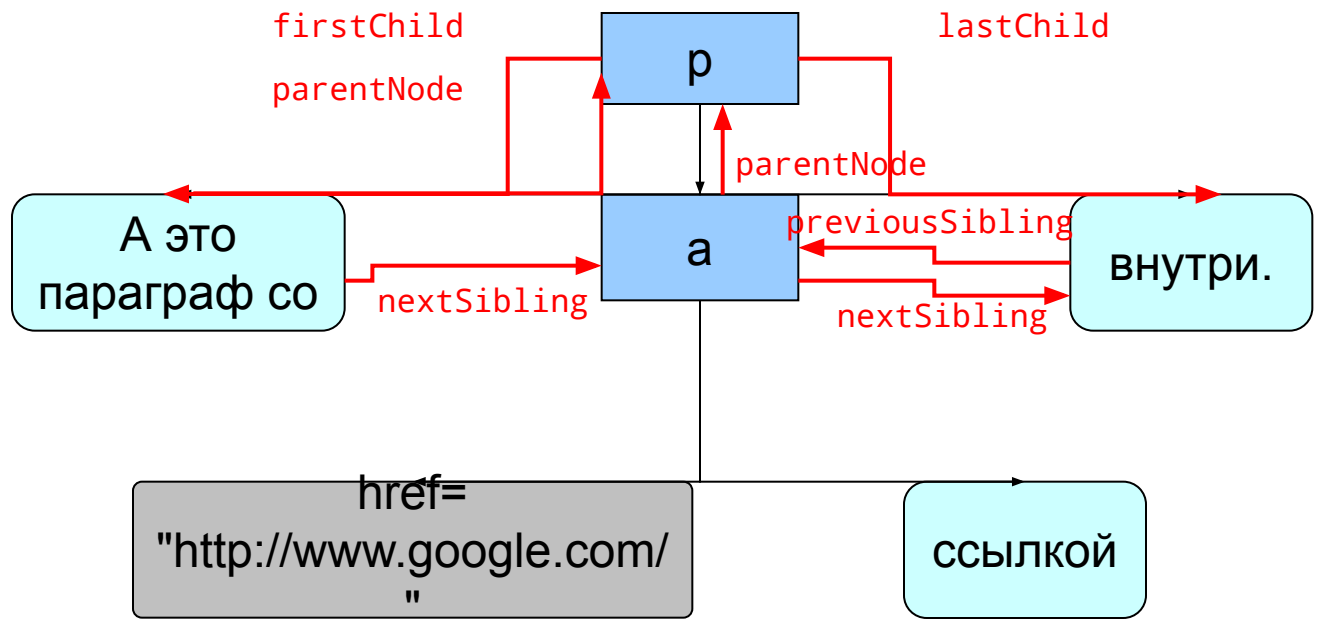 firstChild
p
lastChild
parentNode
parentNode
А это
параграф со
a
previousSibling
внутри.
nextSibling
nextSibling
href=
"http://www.google.com/
"
ссылкой